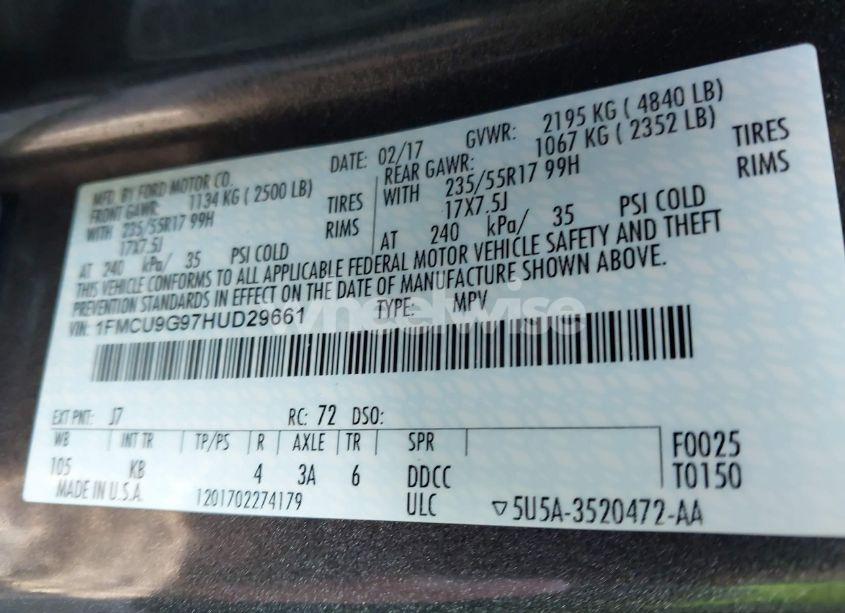 MFD. BY FORD MOTOR CO.
DATE: 02/17
GVWR: 2195 KG ( 4840 LB)
FRONT GAWR: 1134 KG ( 2500 LB)
REAR GAWR: 1067 KG ( 2352 LB)
WITH 235/55R17 99H TIRES
WITH 235/55R17 99H TIRES
17X7.5J RIMS
17X7.5J RIMS
AT 240 kPa/ 35 PSI COLD
AT 240 kPa/ 35 PSI COLD
THIS VEHICLE CONFORMS TO ALL APPLICABLE FEDERAL MOTOR VEHICLE SAFETY AND THEFT
PREVENTION STANDARDS IN EFFECT ON THE DATE OF MANUFACTURE SHOWN ABOVE.
VIN: 1FMCU9G97HUD29661 TYPE: MPV
wheelwise
EXT PNT: J7 RC: 72 DSO:
WB INT TR TP/PS R AXLE TR SPR
105 KB 4 3A 6 DDCC
F0025
T0150
MADE IN U.S.A. 1201702274179 ULC ▽5U5A-3520472-AA